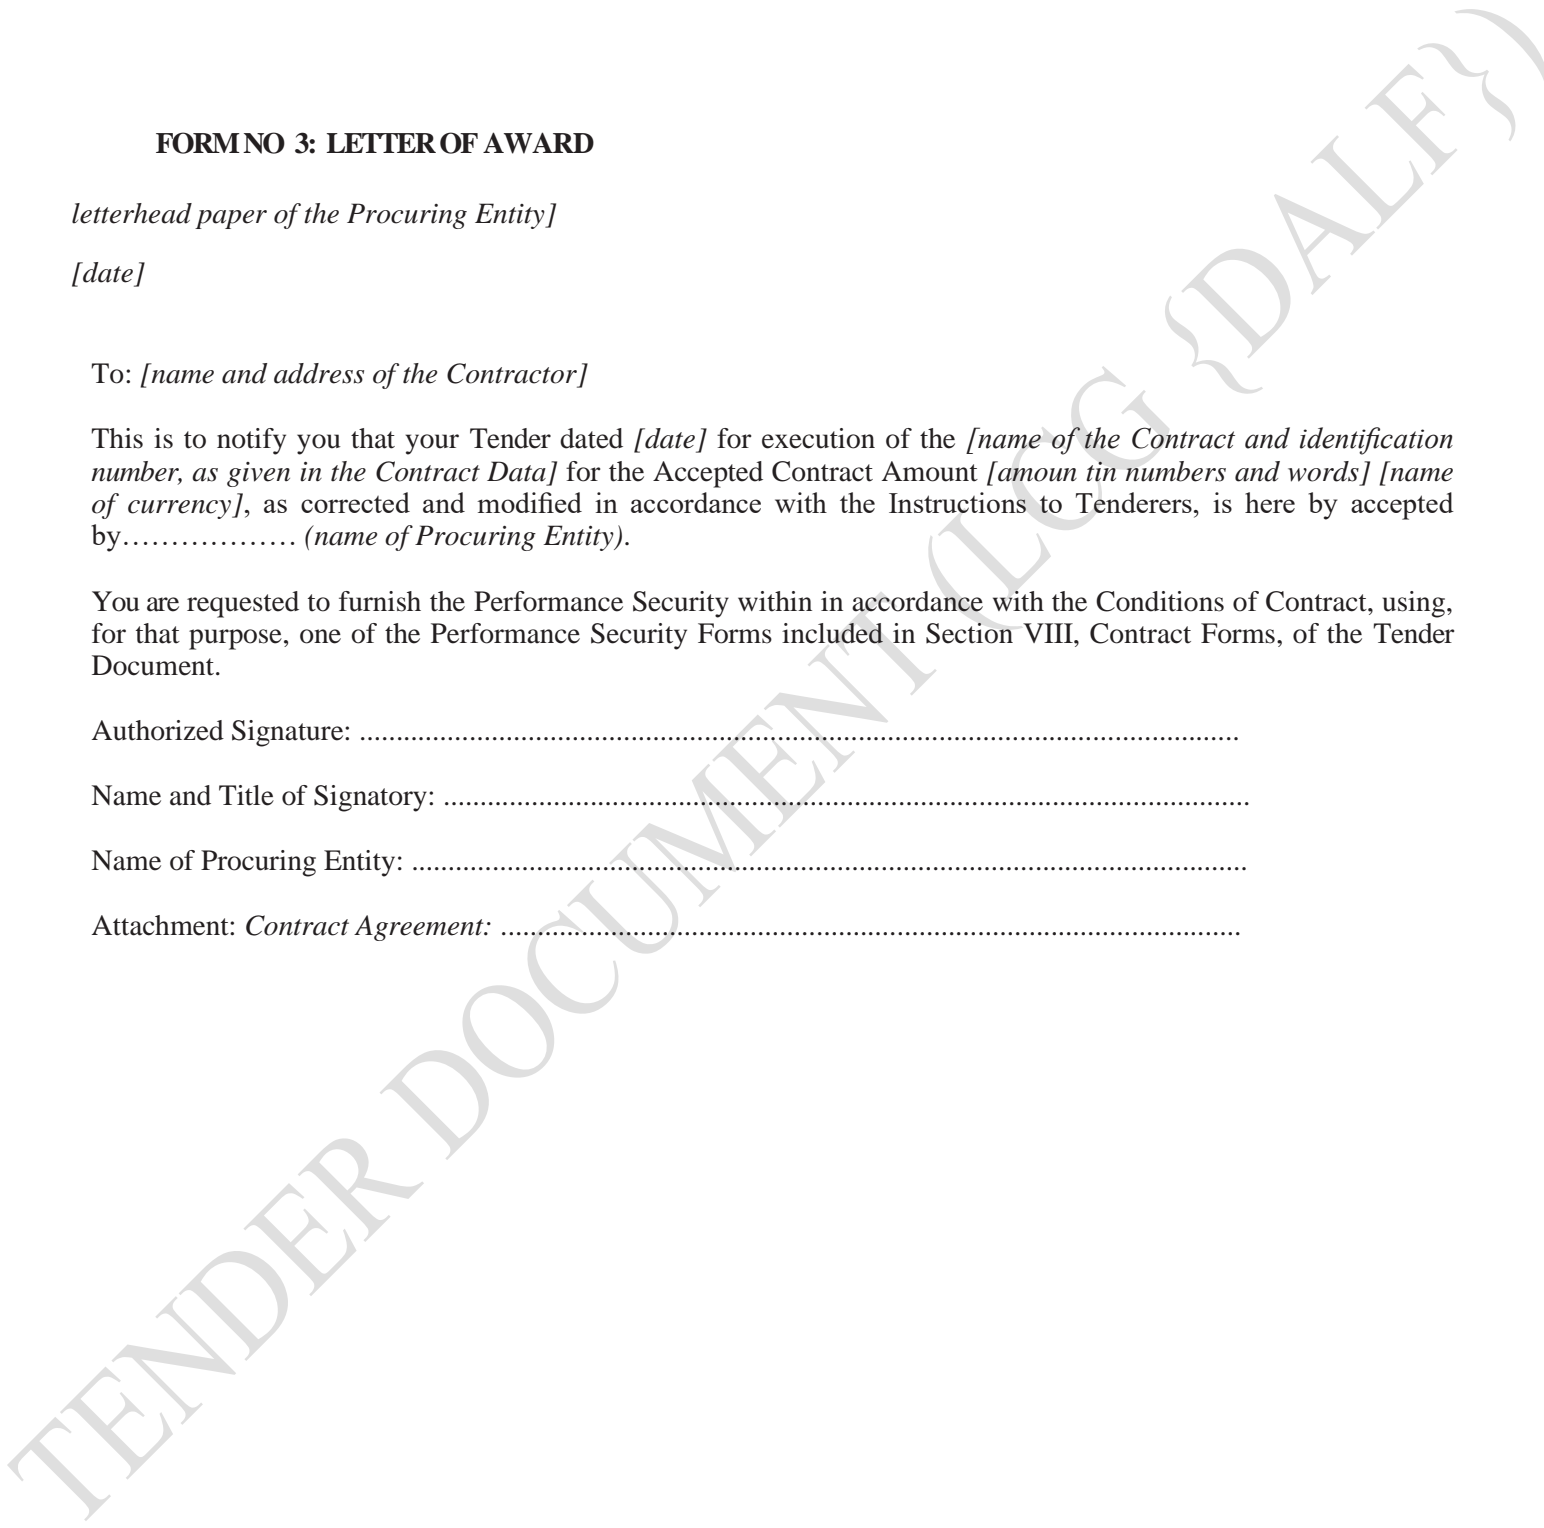 FORM NO 3: LETTER OF AWARD
letterhead paper of the Procuring Entity]
[date]
To: [name and address of the Contractor]
This is to notify you that your Tender dated [date] for execution of the [name of the Contract and identification
number, as given in the Contract Data] for the Accepted Contract Amount [amoun tin numbers and words] [name
of currency], as corrected and modified in accordance with the Instructions to Tenderers, is here by accepted
by……………… (name of Procuring Entity).
You are requested to furnish the Performance Security within in accordance with the Conditions of Contract, using,
for that purpose, one of the Performance Security Forms included in Section VIII, Contract Forms, of the Tender
Document.
Authorized Signature: ........................................................................................................................
Name and Title of Signatory: ..............................................................................................................
Name of Procuring Entity: ..................................................................................................................
Attachment: Contract Agreement: .....................................................................................................
TENDER DOCUMENT (LCG {DALF})